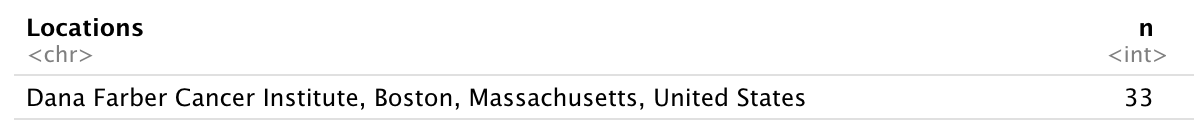 Locations n
<chr> <int>
Dana Farber Cancer Institute, Boston, Massachusetts, United States 33